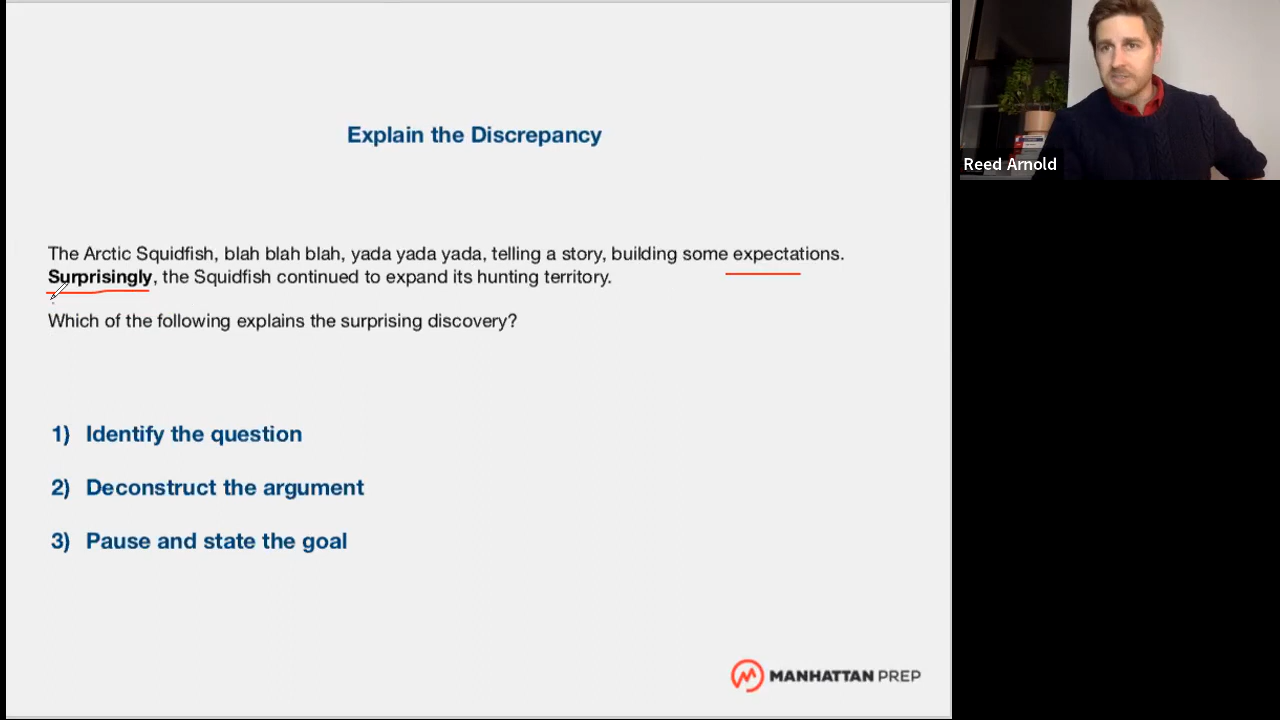 Explain the Discrepancy
The Arctic Squidfish, blah blah blah, yada yada yada, telling a story, building some expectations.
Surprisingly, the Squidfish continued to expand its hunting territory.
Which of the following explains the surprising discovery?
1) Identify the question
2) Deconstruct the argument
3) Pause and state the goal
MANHATTAN PREP
Reed Arnold